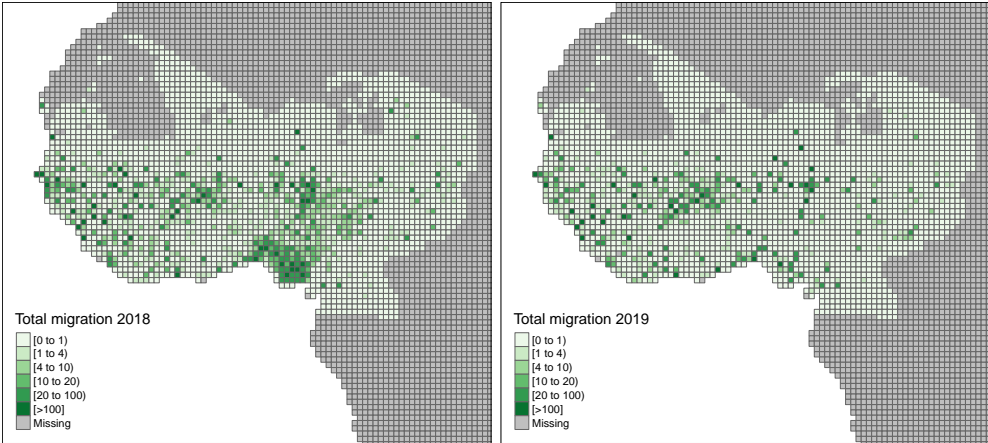 Total migration 2018
[0 to 1)
[1 to 4)
[4 to 10)
[10 to 20)
[20 to 100)
[>100]
Missing
Total migration 2019
[0 to 1)
[1 to 4)
[4 to 10)
[10 to 20)
[20 to 100)
[>100]
Missing